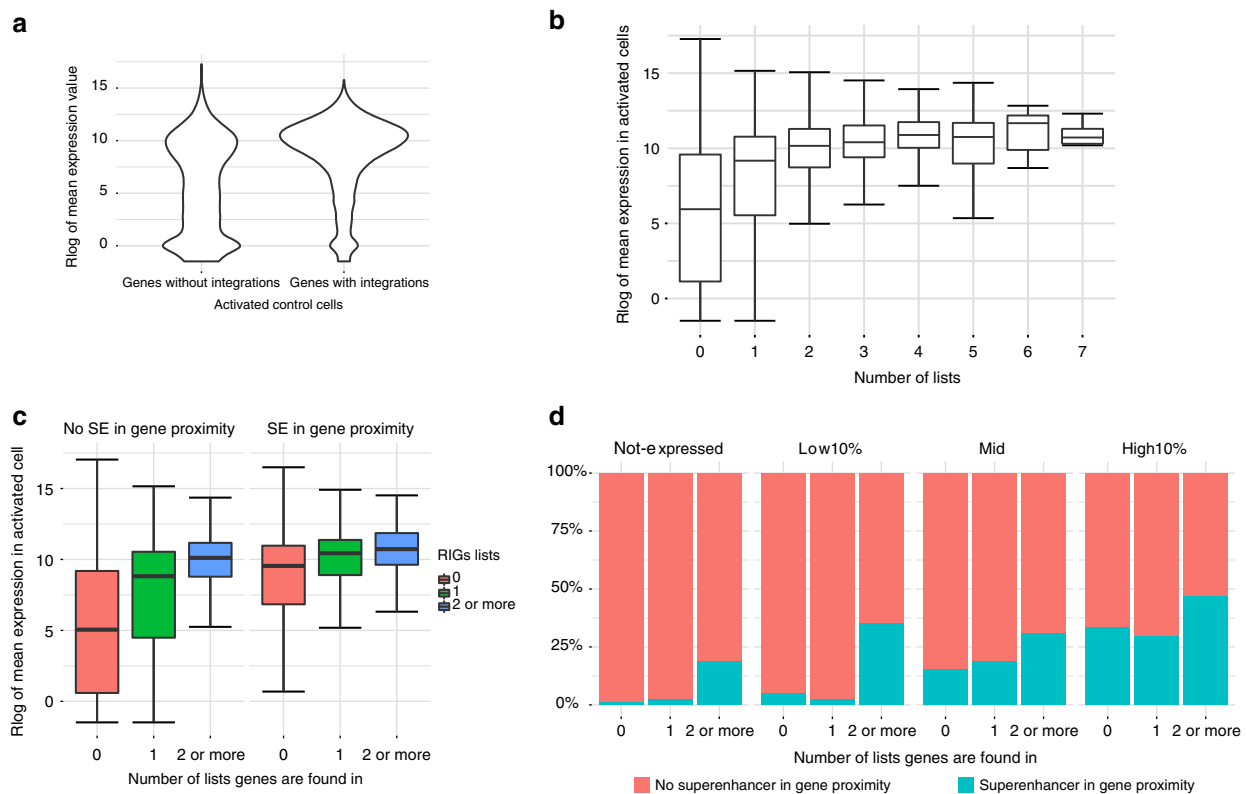 a
Rlog of mean expression value
15
10
5
0
Genes without integrations
Genes with integrations
Activated control cells
b
Rlog of mean expression in activated cells
15
10
5
0
0 1 2 3 4 5 6 7
Number of lists
c
No SE in gene proximity
SE in gene proximity
Rlog of mean expression in activated cell
15
10
5
0
0 1 2 or more
0 1 2 or more
Number of lists genes are found in
RIGs lists
0
1
2 or more
d
Not-e xpressed
Low10%
Mid
High10%
100%
75%
50%
25%
0%
0 1 2 or more
0 1 2 or more
0 1 2 or more
0 1 2 or more
Number of lists genes are found in
No superenhancer in gene proximity
Superenhancer in gene proximity